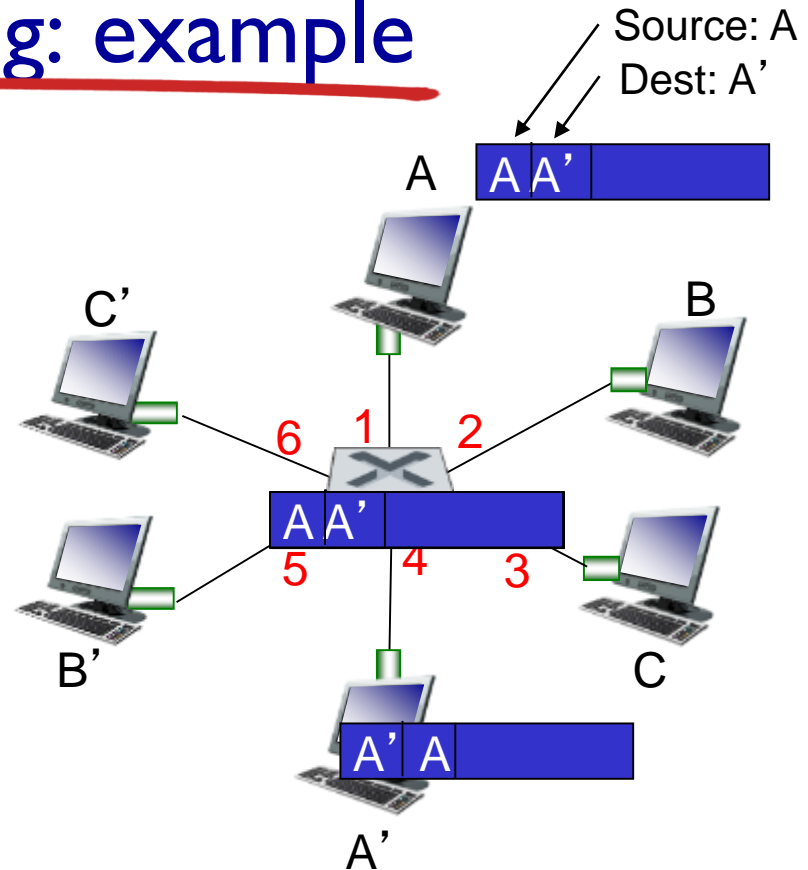 g: example
Source: A
Dest: A’
A
A A’
C’
B
6
1
2
A A’
5
4
3
B’
C
A’ A
A’